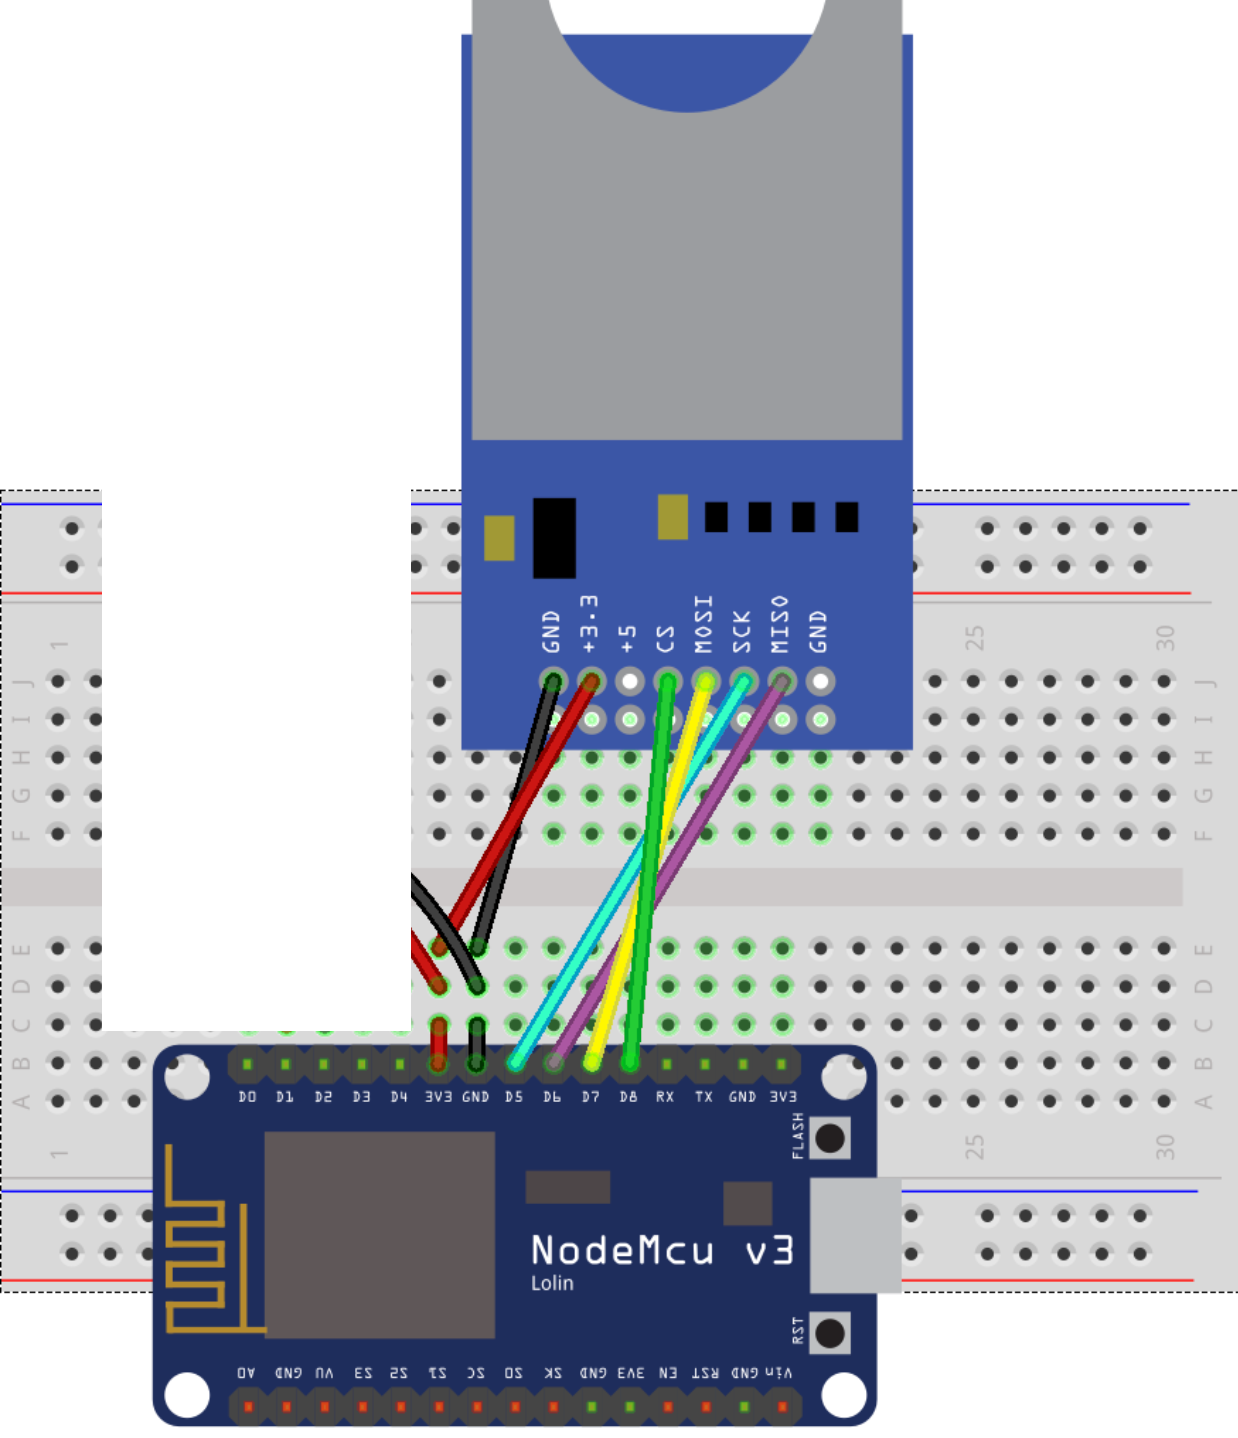 GND +3.3 +5 CS MOSI SCK MISO GND
1 25 30
J J
I I
H H
G G
F F
E E
D D
C C
B B
A A
D0 D1 D2 D3 D4 3V3 GND D5 D6 D7 D8 RX TX GND 3V3
FLASH
1 25 30
NodeMcu v3
Lolin
RST
A0 GND VU S3 S2 S1 SC SO SK GND 3V3 EN RST GND Vin